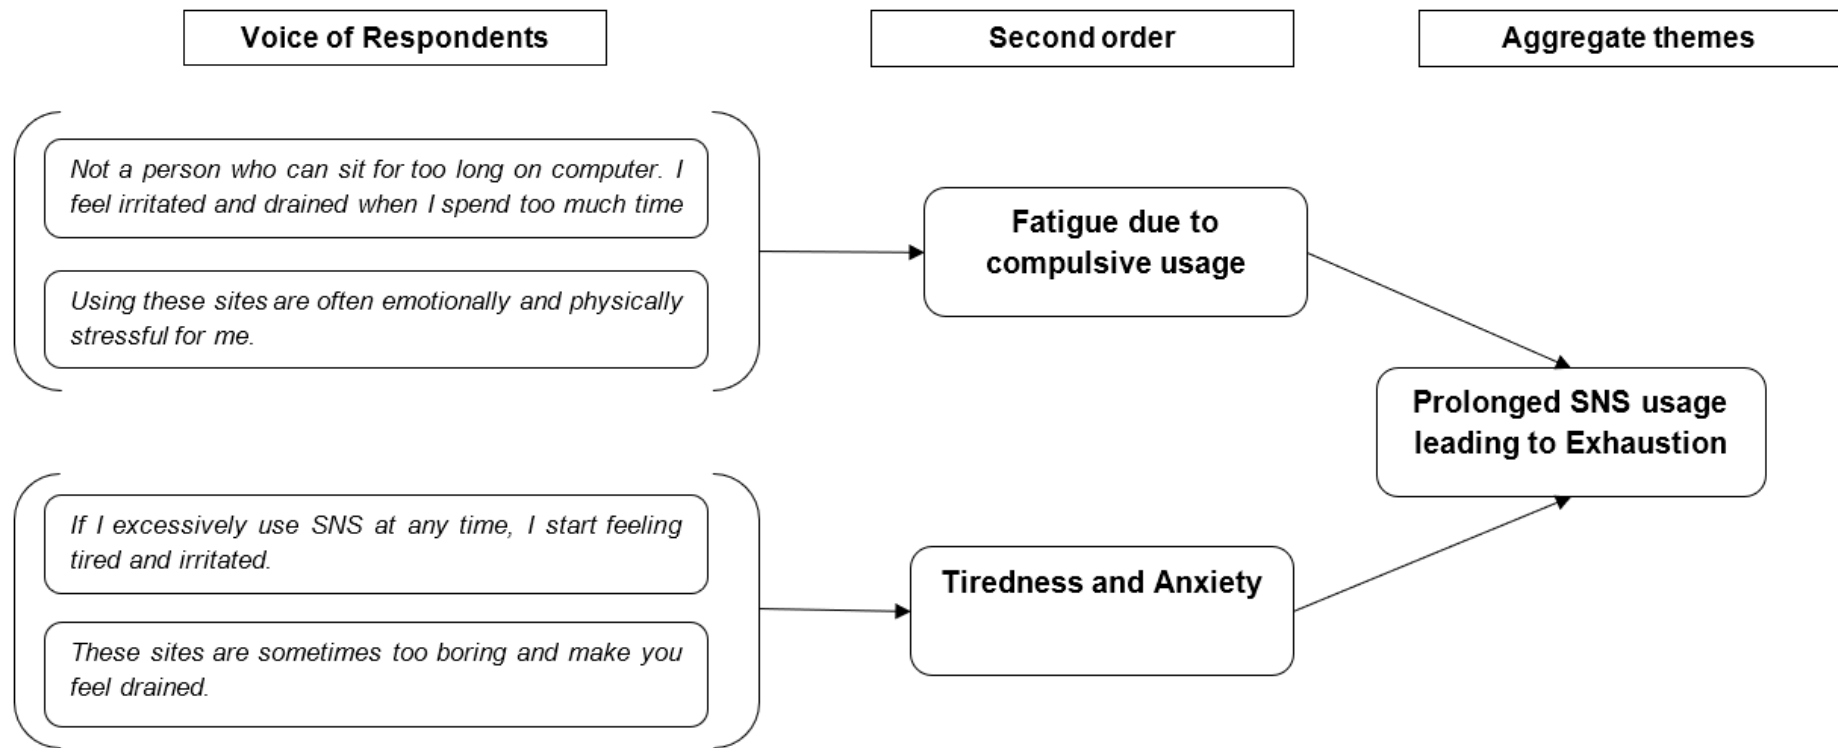 Voice of Respondents
Second order
Aggregate themes
Not a person who can sit for too long on computer. I
feel irritated and drained when I spend too much time
Using these sites are often emotionally and physically
stressful for me.
Fatigue due to
compulsive usage
Prolonged SNS usage
leading to Exhaustion
If I excessively use SNS at any time, I start feeling
tired and irritated.
These sites are sometimes too boring and make you
feel drained.
Tiredness and Anxiety